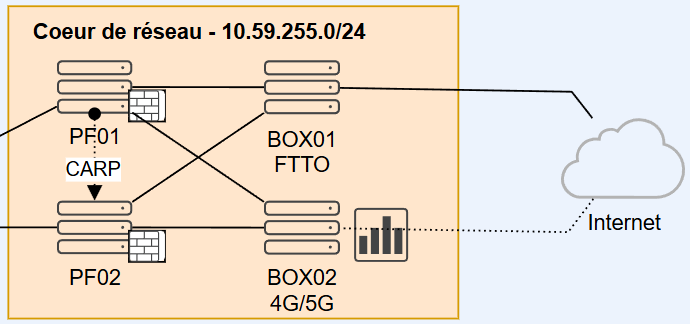 Coeur de réseau - 10.59.255.0/24
PF01
BOX01
FTTO
CARP
Internet
PF02
BOX02
4G/5G